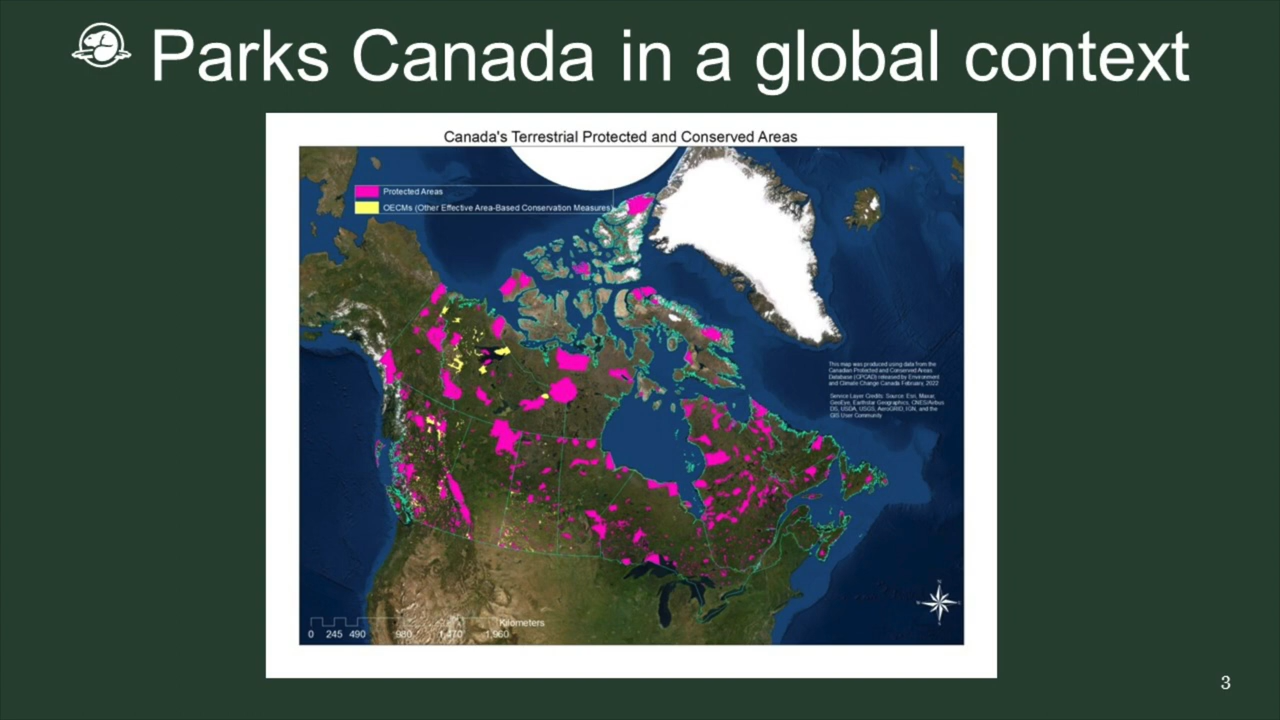 Parks Canada in a global context
Canada's Terrestrial Protected and Conserved Areas
Protected Areas
OECMs (Other Effective Area-Based Conservation Measures)
This map was produced using data from the
Canadian Protected and Conserved Areas
Database (CPCAD) released by Environment
and Climate Change Canada February, 2022
Service Layer Credits: Source: Esri, Maxar,
GeoEye, Earthstar Geographics, CNES/Airbus
DS, USDA, USGS, AeroGRID, IGN, and the
GIS User Community
N
Kilometers
0 245 490 980 1,470 1,960
3